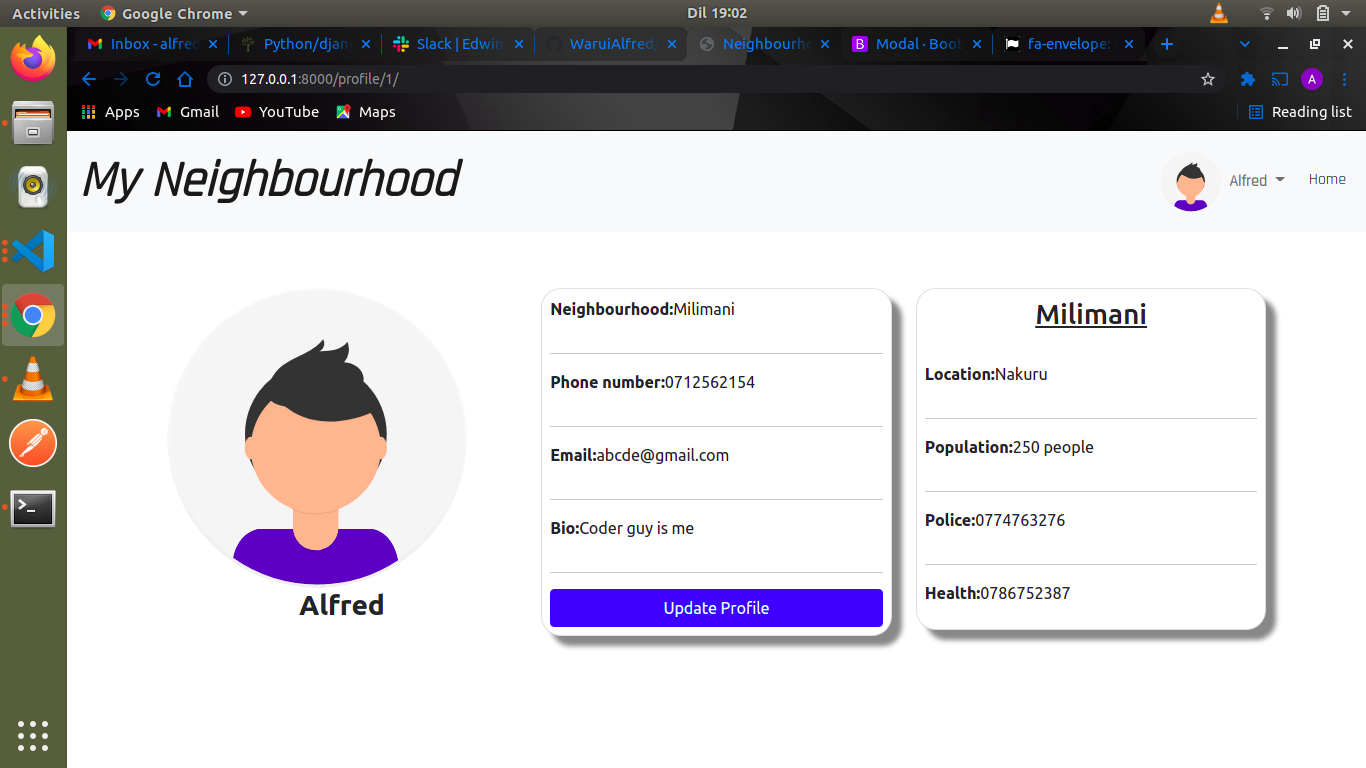 Activities Google Chrome Dil 19:02
Inbox - alfred Python/djan Slack | Edwin WaruiAlfred Neighbourho Modal · Boot fa-envelope:
127.0.0.1:8000/profile/1/ A
Apps Gmail YouTube Maps Reading list
My Neighbourhood Alfred Home
Neighbourhood:Milimani
Phone number:0712562154
Email:abcde@gmail.com
Bio:Coder guy is me
Update Profile
Alfred
Milimani
Location:Nakuru
Population:250 people
Police:0774763276
Health:0786752387